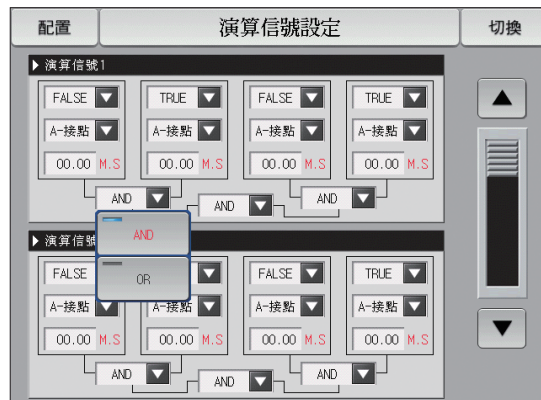 配置 演算信號設定 切換
演算信號1
FALSE TRUE FALSE TRUE
A-接點 A-接點 A-接點 A-接點
00.00 M.S 00.00 M.S 00.00 M.S 00.00 M.S
AND AND AND
AND
OR
演算信號
FALSE FALSE TRUE
A-接點 A-接點 A-接點 A-接點
00.00 M.S 00.00 M.S 00.00 M.S 00.00 M.S
AND AND AND